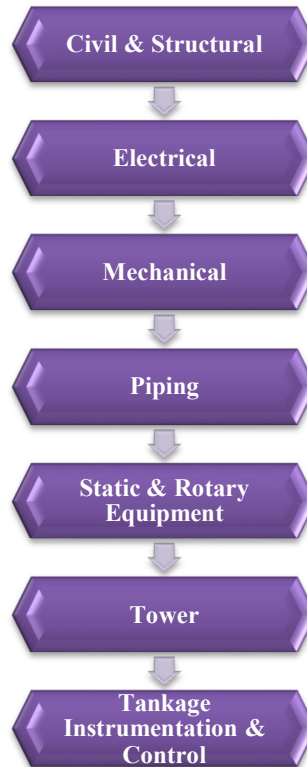 Civil & Structural
Electrical
Mechanical
Piping
Static & Rotary
Equipment
Tower
Tankage
Instrumentation &
Control